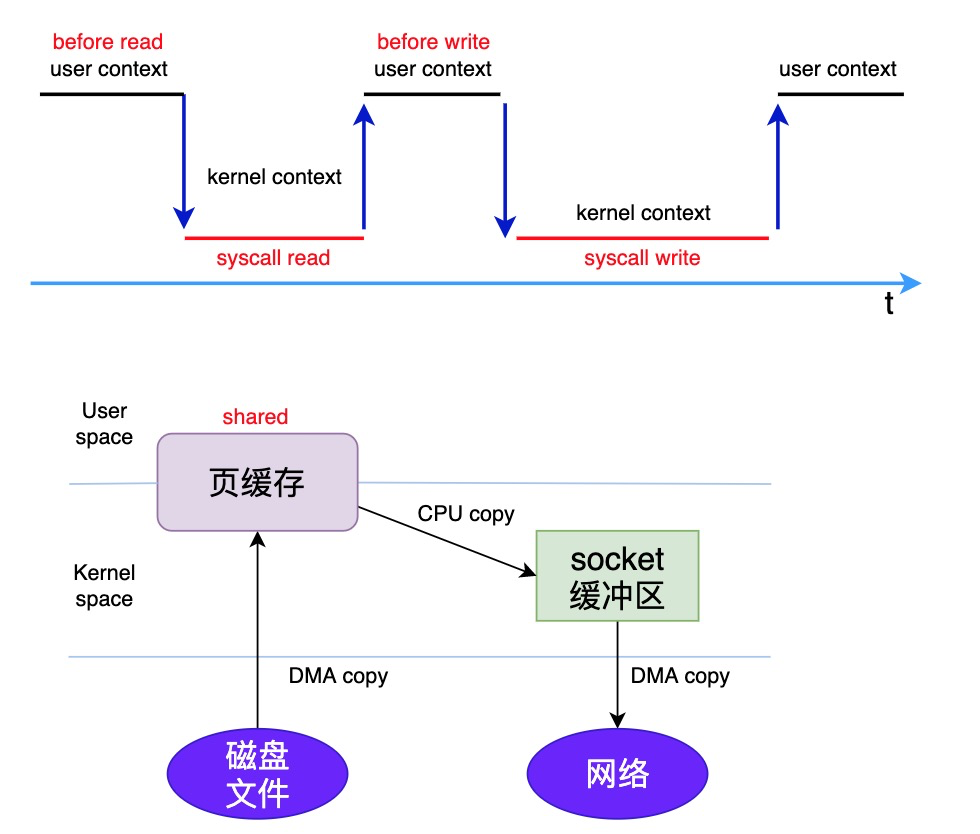 before read
user context
before write
user context
user context
kernel context
kernel context
syscall read
syscall write
t
User
space
shared
页缓存
CPU copy
socket
缓冲区
Kernel
space
DMA copy
DMA copy
磁盘
文件
网络